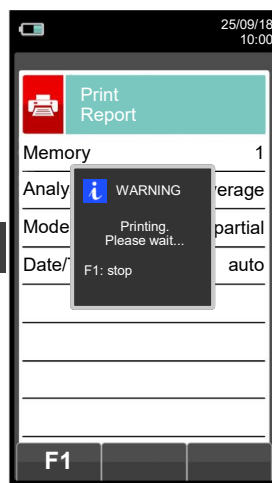 25/09/18
10:00
Print
Report
Memory 1
Analy verage
Mode partial
Date/ auto
WARNING
Printing.
Please wait...
F1: stop
F1